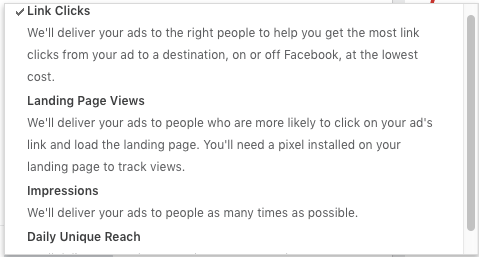 Link Clicks
We'll deliver your ads to the right people to help you get the most link
clicks from your ad to a destination, on or off Facebook, at the lowest
cost.
Landing Page Views
We'll deliver your ads to people who are more likely to click on your ad's
link and load the landing page. You'll need a pixel installed on your
landing page to track views.
Impressions
We'll deliver your ads to people as many times as possible.
Daily Unique Reach